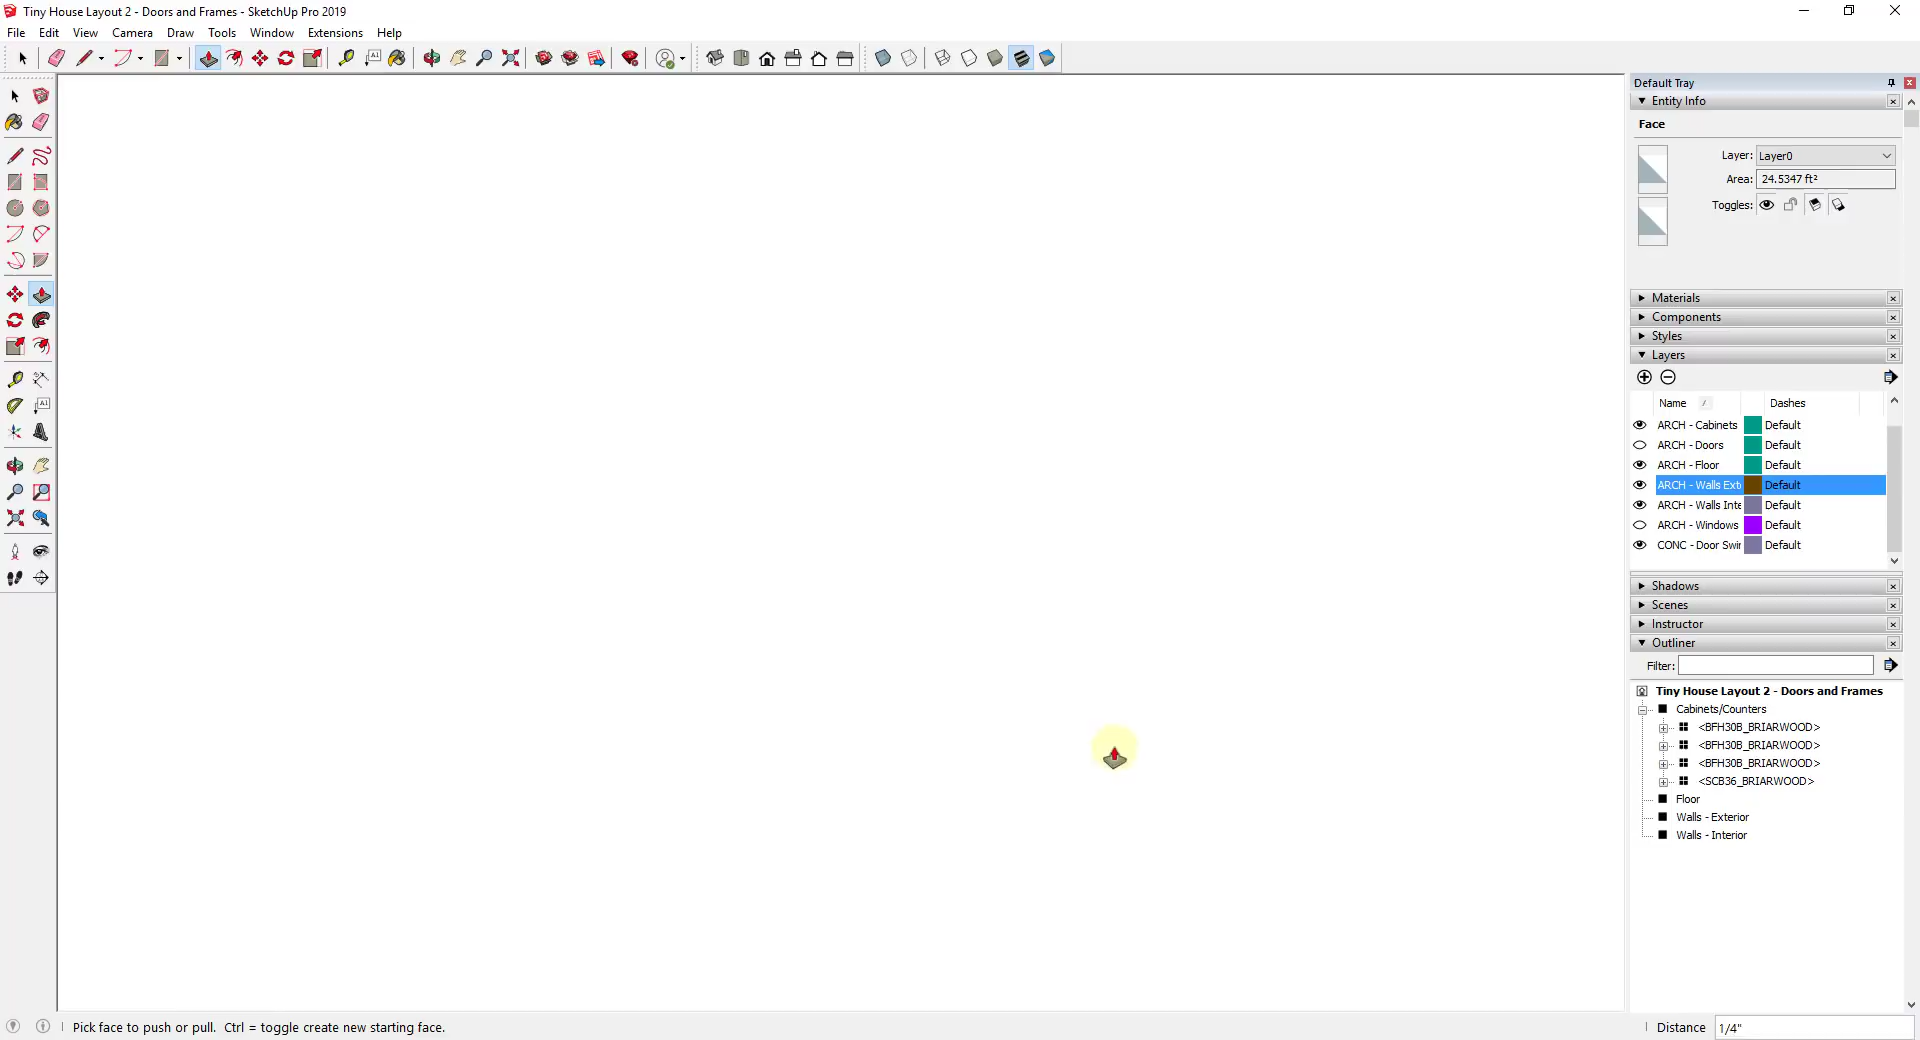 Tiny House Layout 2 - Doors and Frames - SketchUp Pro 2019
File Edit View Camera Draw Tools Window Extensions Help
Default Tray
Entity Info
Face
Layer: Layer0
Area: 24.5347 ft²
Toggles:
Materials
Components
Styles
Layers
Name Dashes
ARCH - Cabinets Default
ARCH - Doors Default
ARCH - Floor Default
ARCH - Walls Exte Default
ARCH - Walls Inte Default
ARCH - Windows Default
CONC - Door Swin Default
Shadows
Scenes
Instructor
Outliner
Filter:
Tiny House Layout 2 - Doors and Frames
Cabinets/Counters
<BFH30B_BRIARWOOD>
<BFH30B_BRIARWOOD>
<BFH30B_BRIARWOOD>
<SCB36_BRIARWOOD>
Floor
Walls - Exterior
Walls - Interior
Pick face to push or pull. Ctrl = toggle create new starting face.
Distance 1/4"